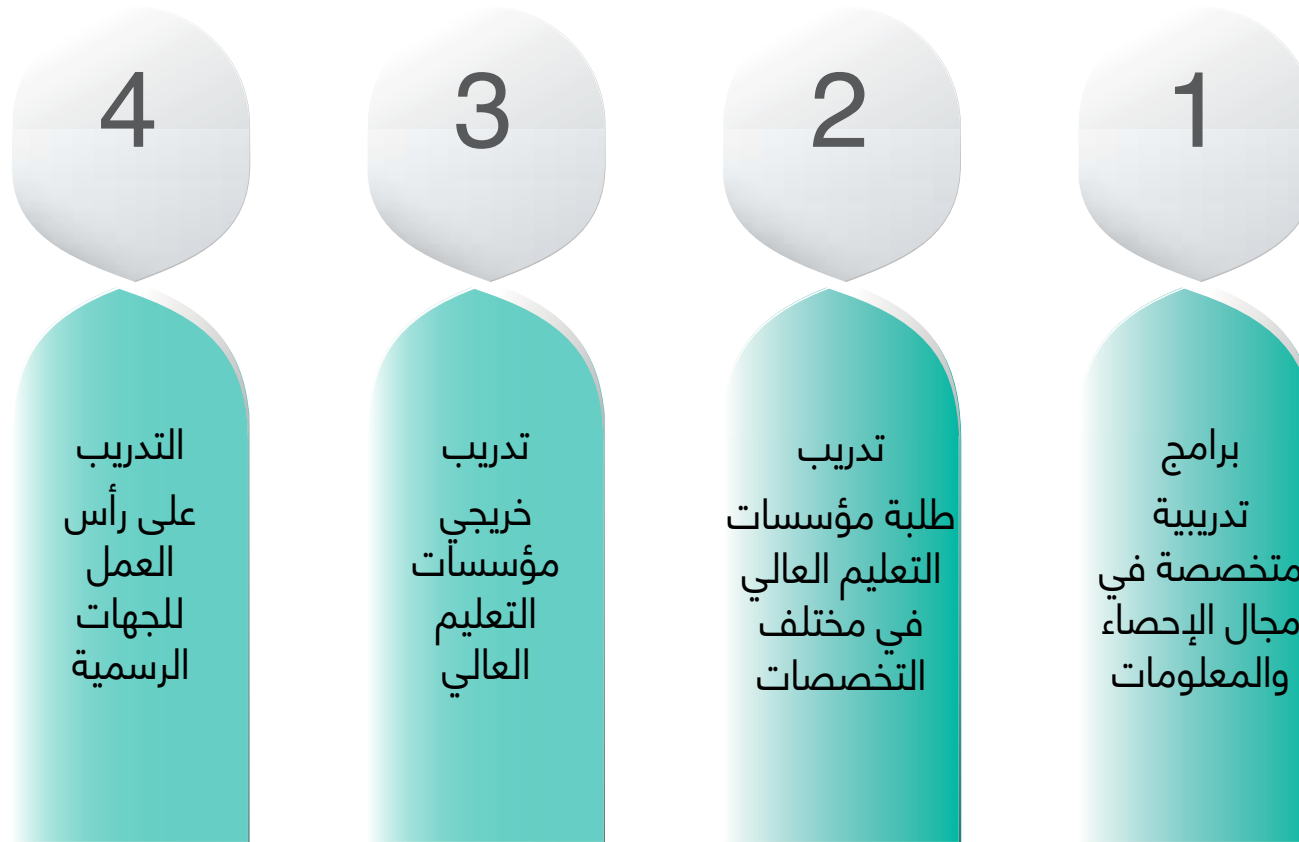 1
برامج
تدريبية
متخصصة في
مجال الإحصاء
والمعلومات
2
تدريب
طلبة مؤسسات
التعليم العالي
في مختلف
التخصصات
3
تدريب
خريجي
مؤسسات
التعليم
العالي
4
التدريب
على رأس
العمل
للجهات
الرسمية